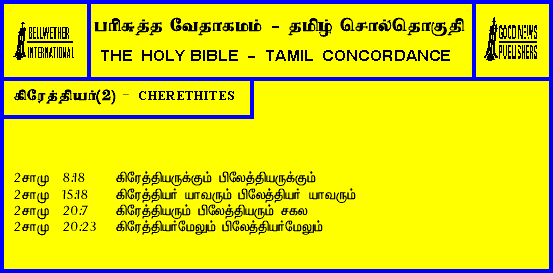 BELLWETHER
INTERNATIONAL
பரிசுத்த வேதாகமம் - தமிழ் சொல்தொகுதி
THE HOLY BIBLE - TAMIL CONCORDANCE
GOOD NEWS
PUBLISHERS
கிரேத்தியர்(2) - CHERETHITES
2சாமு 8:18 கிரேத்தியருக்கும் பிலேத்தியருக்கும்
2சாமு 15:18 கிரேத்தியர் யாவரும் பிலேத்தியர் யாவரும்
2சாமு 20:7 கிரேத்தியரும் பிலேத்தியரும் சகல
2சாமு 20:23 கிரேத்தியர்மேலும் பிலேத்தியர்மேலும்